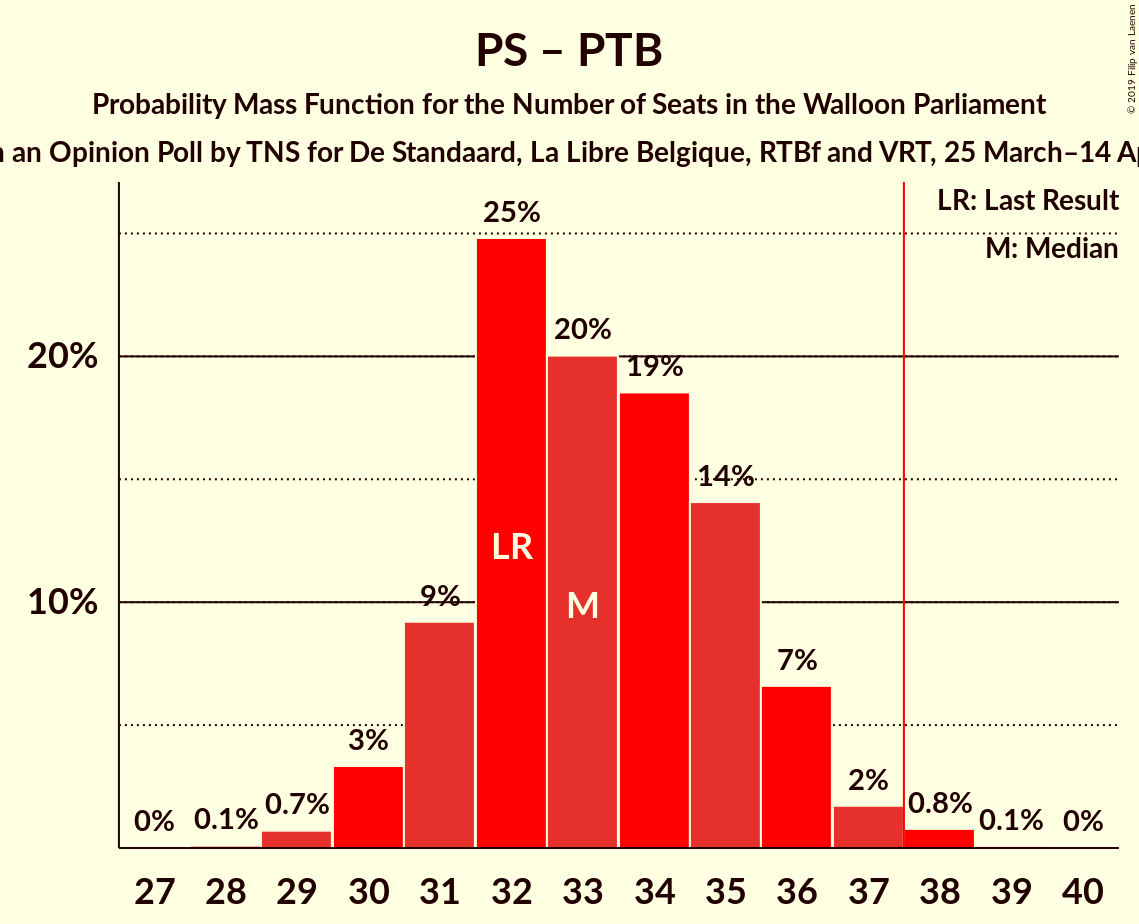 PS – PTB
Probability Mass Function for the Number of Seats in the Walloon Parliament
an Opinion Poll by TNS for De Standaard, La Libre Belgique, RTBf and VRT, 25 March–14
© 2019 Filip van Laenen
LR: Last Result
M: Median
25%
20%
19%
14%
9%
7%
3%
2%
0%
0.1%
0.7%
0.8%
0.1%
0%
LR
M
20%
10%
27 28 29 30 31 32 33 34 35 36 37 38 39 40